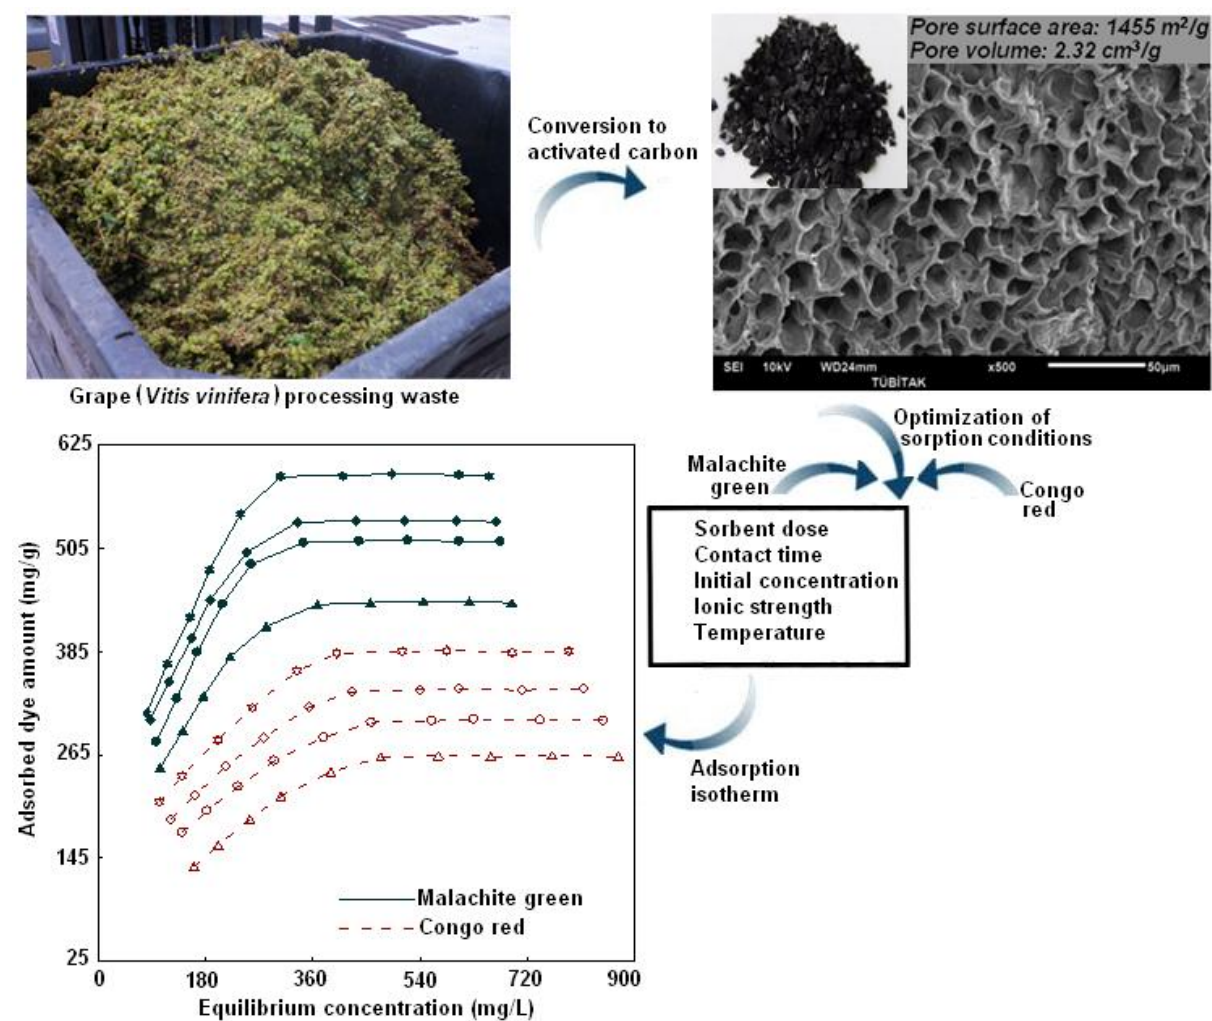 Pore surface area: 1455 m²/g
Pore volume: 2.32 cm³/g
Conversion to
activated carbon
SEI 10kV WD24mm x500 50µm
TÜBİTAK
Grape (Vitis vinifera) processing waste
Optimization of
sorption conditions
Malachite
green
Congo
red
Sorbent dose
Contact time
Initial concentration
Ionic strength
Temperature
Adsorption
isotherm
Adsorbed dye amount (mg/g)
625
505
385
265
145
25
Malachite green
Congo red
0 180 360 540 720 900
Equilibrium concentration (mg/L)